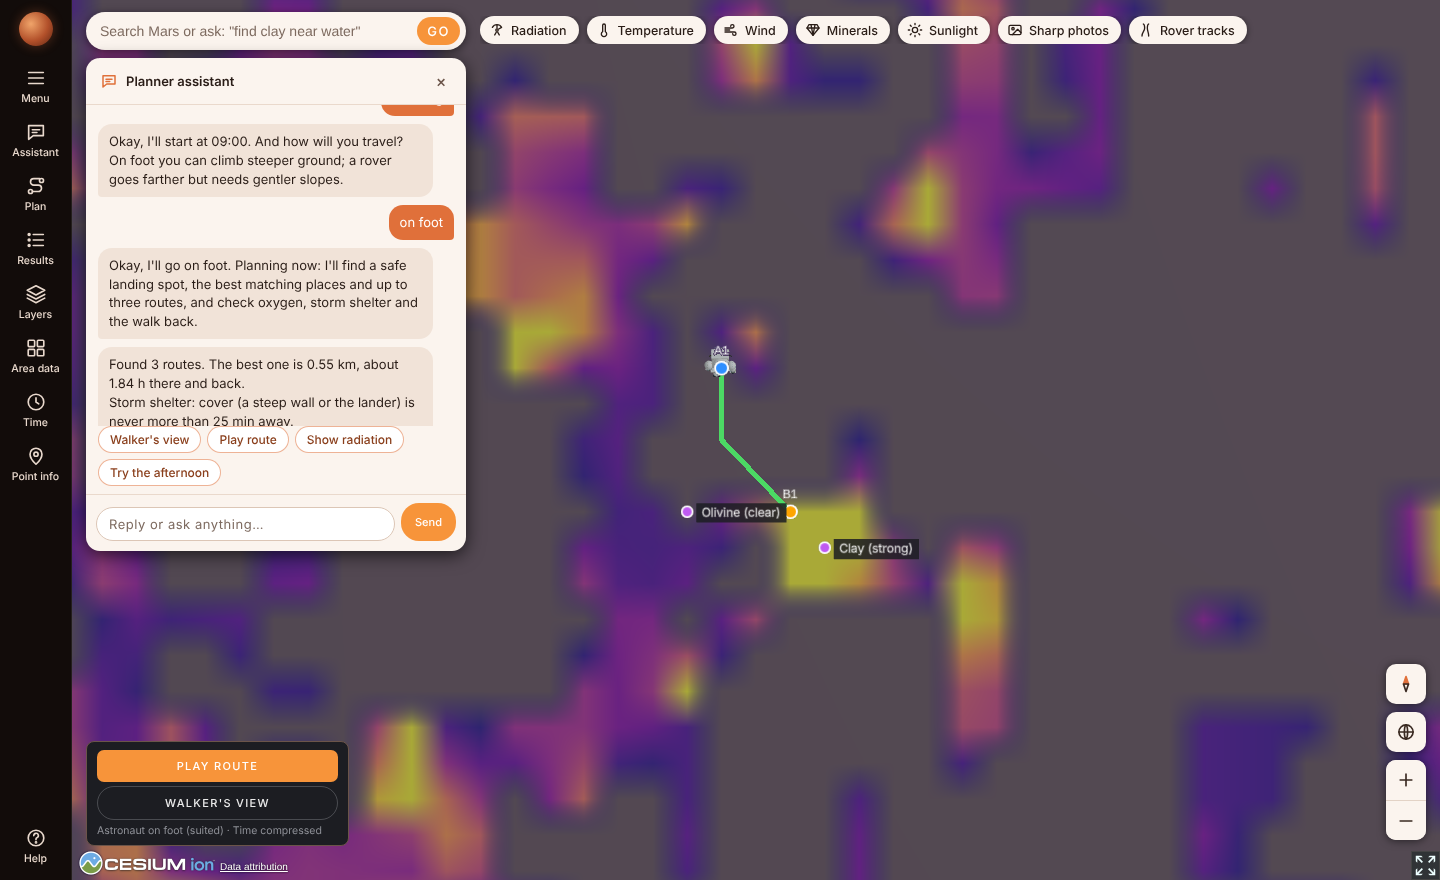 Search Mars or ask: "find clay near water"
GO
Radiation
Temperature
Wind
Minerals
Sunlight
Sharp photos
Rover tracks
Menu
Assistant
Plan
Results
Layers
Area data
Time
Point info
Help
Planner assistant
×
Okay, I'll start at 09:00. And how will you travel?
On foot you can climb steeper ground; a rover
goes farther but needs gentler slopes.
on foot
Okay, I'll go on foot. Planning now: I'll find a safe
landing spot, the best matching places and up to
three routes, and check oxygen, storm shelter and
the walk back.
Found 3 routes. The best one is 0.55 km, about
1.84 h there and back.
Storm shelter: cover (a steep wall or the lander) is
never more than 25 min away.
Walker's view
Play route
Show radiation
Try the afternoon
Reply or ask anything...
Send
B1
Olivine (clear)
Clay (strong)
PLAY ROUTE
WALKER'S VIEW
Astronaut on foot (suited) · Time compressed
CESIUM ion
Data attribution